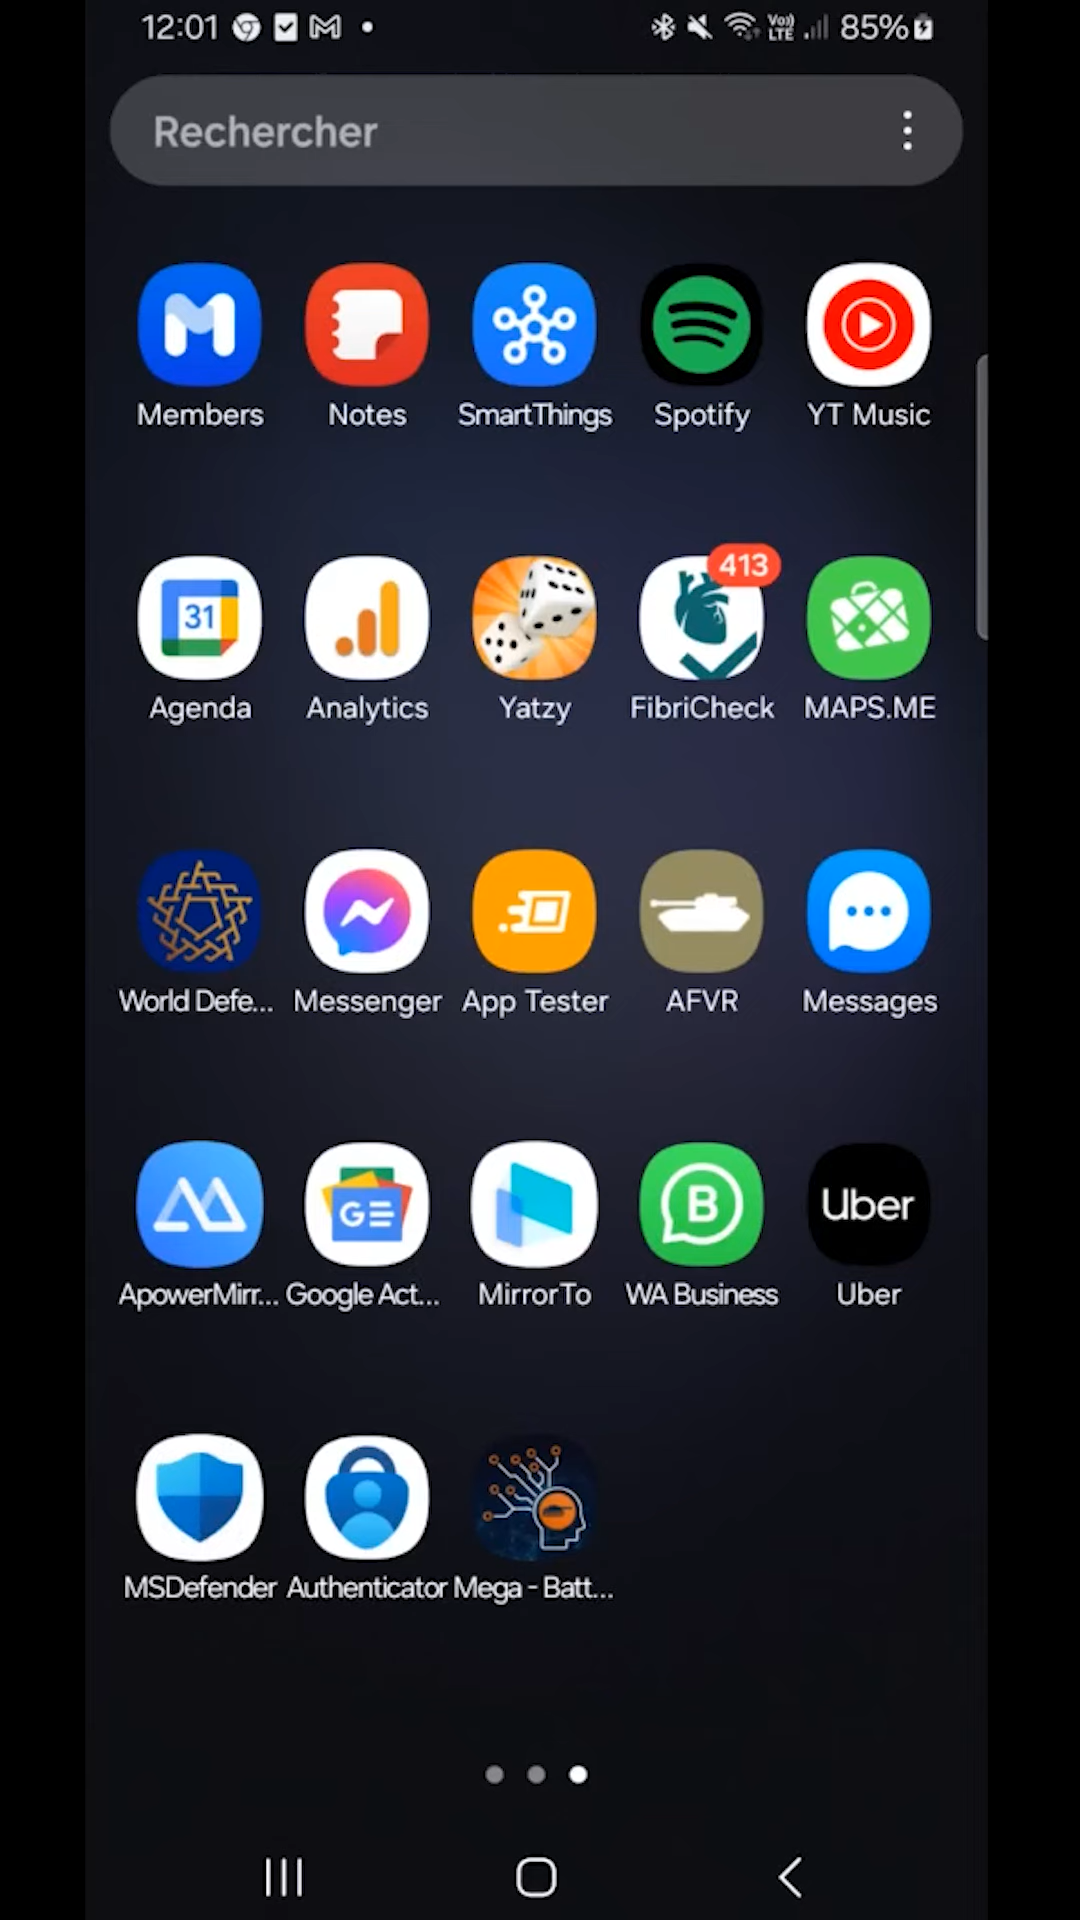 12:01 85%
Rechercher
Members Notes SmartThings Spotify YT Music
31 413
Agenda Analytics Yatzy FibriCheck MAPS.ME
World Defe... Messenger App Tester AFVR Messages
GE B Uber
ApowerMirr... Google Act... MirrorTo WA Business Uber
MSDefender Authenticator Mega - Batt...